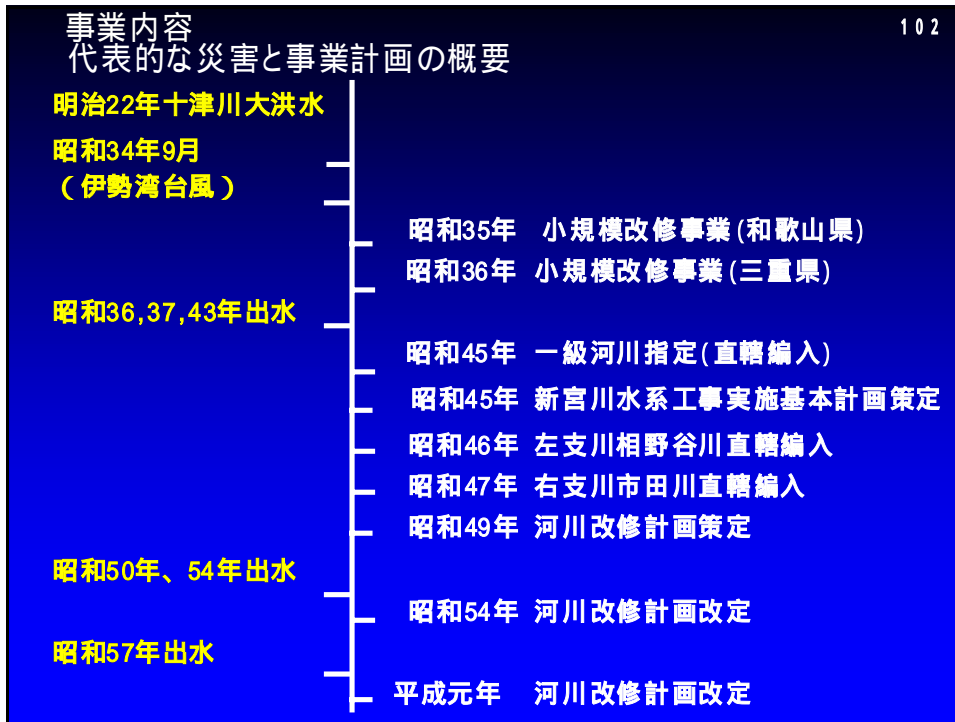 事業内容
102
代表的な災害と事業計画の概要
明治22年十津川大洪水
昭和34年9月
(伊勢湾台風)
昭和35年 小規模改修事業(和歌山県)
昭和36年 小規模改修事業(三重県)
昭和36,37,43年出水
昭和45年 一級河川指定(直轄編入)
昭和45年 新宮川水系工事実施基本計画策定
昭和46年 左支川相野谷川直轄編入
昭和47年 右支川市田川直轄編入
昭和49年 河川改修計画策定
昭和50年、54年出水
昭和54年 河川改修計画改定
昭和57年出水
平成元年 河川改修計画改定